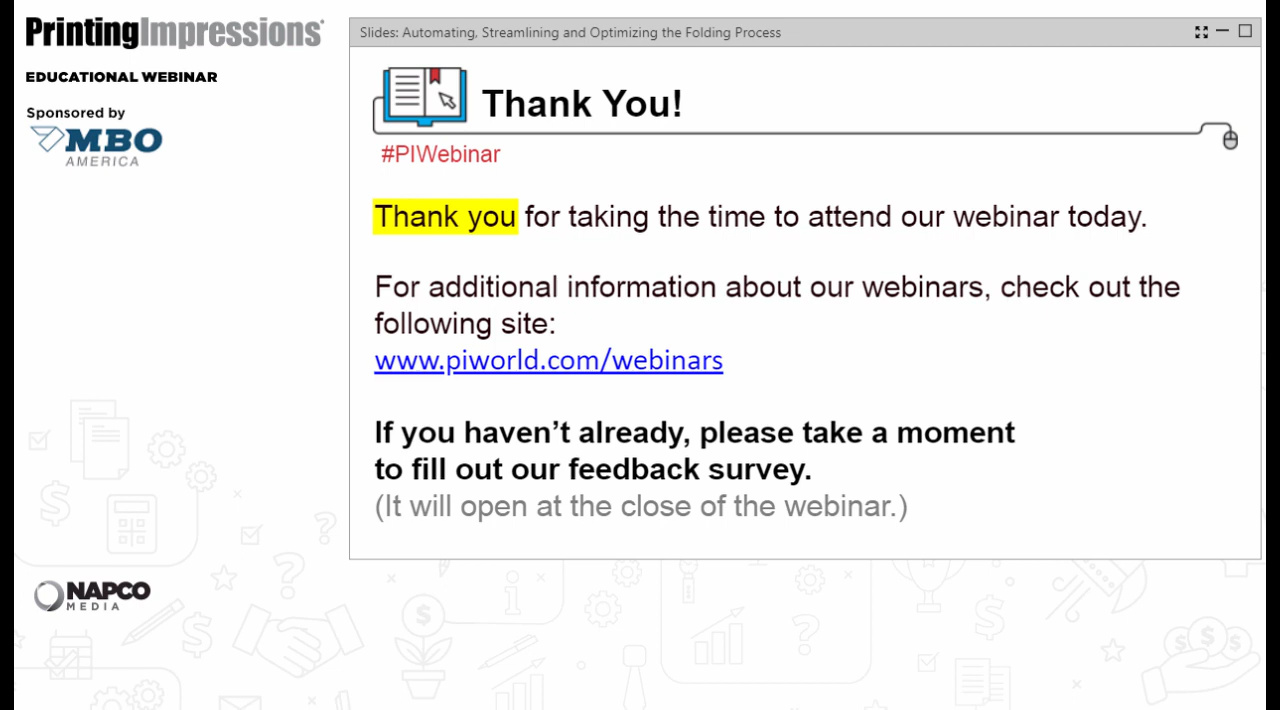 PrintingImpressions
EDUCATIONAL WEBINAR
Sponsored by
MBO
AMERICA
Slides: Automating, Streamlining and Optimizing the Folding Process
Thank You!
#PIWebinar
Thank you for taking the time to attend our webinar today.
For additional information about our webinars, check out the
following site:
www.piworld.com/webinars
If you haven’t already, please take a moment
to fill out our feedback survey.
(It will open at the close of the webinar.)
NAPCO
MEDIA